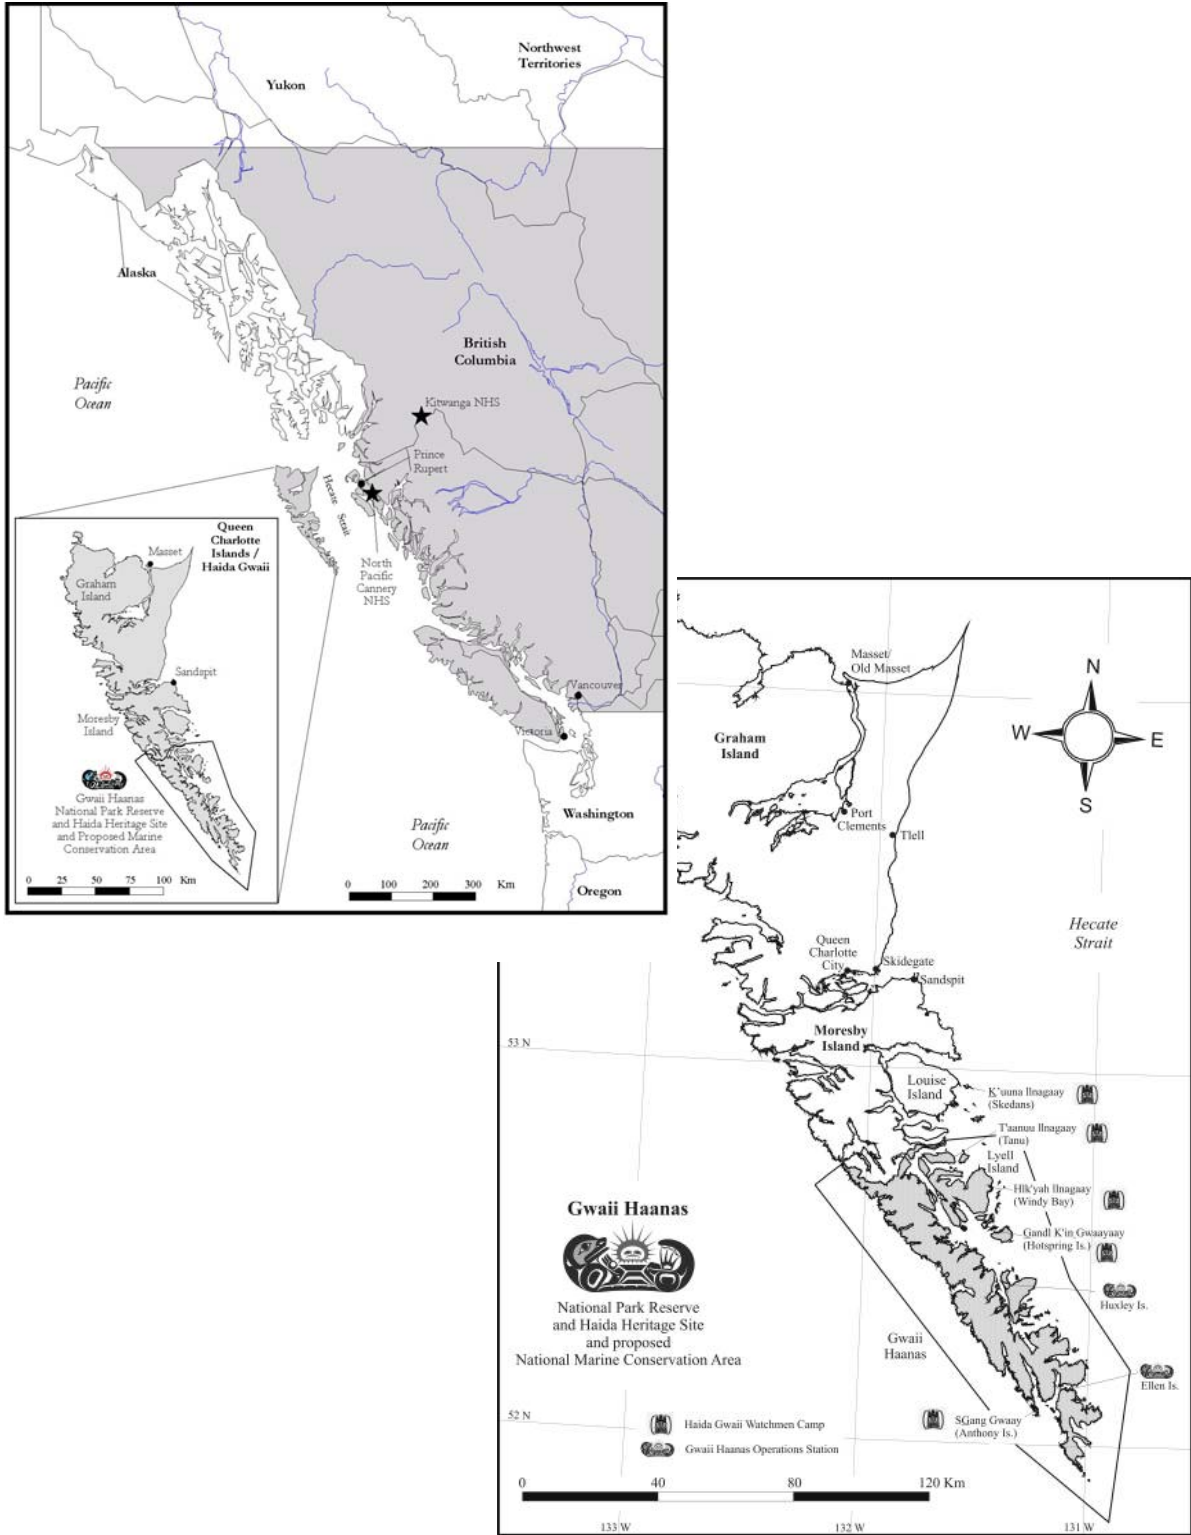 Northwest
Territories
Yukon
Alaska
British
Columbia
Pacific
Ocean
Kitwanga NHS
Prince
Rupert
Hecate Strait
North
Pacific
Cannery
NHS
Queen
Charlotte
Islands /
Haida Gwaii
Masset
Graham
Island
Sandspit
Moresby
Island
Gwaii Haanas
National Park Reserve
and Haida Heritage Site
and Proposed Marine
Conservation Area
0 25 50 75 100 Km
Vancouver
Victoria
Washington
Pacific
Ocean
Oregon
0 100 200 300 Km
Masset/
Old Masset
N
W E
S
Graham
Island
Port
Clements
Tlell
Hecate
Strait
Queen
Charlotte
City
Skidegate
Sandspit
Moresby
Island
53 N
Louise
Island
K'uuna llnagaay
(Skedans)
T'aanuu llnagaay
(Tanu)
Lyell
Island
Hlk'yah llnagaay
(Windy Bay)
Gandl K'in Gwaayaay
(Hotspring Is.)
Huxley Is.
Gwaii Haanas
National Park Reserve
and Haida Heritage Site
and proposed
National Marine Conservation Area
Gwaii
Haanas
Ellen Is.
52 N
SGang Gwaay
(Anthony Is.)
Haida Gwaii Watchmen Camp
Gwaii Haanas Operations Station
0 40 80 120 Km
133 W 132 W 131 W